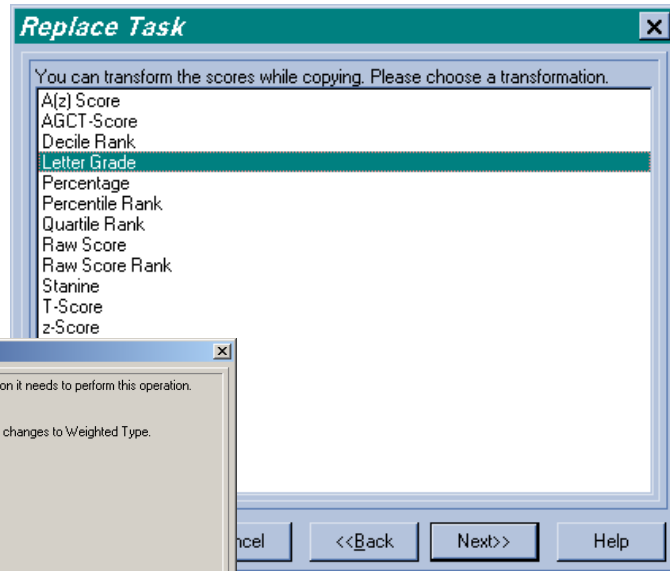 Replace Task
You can transform the scores while copying. Please choose a transformation.
A(z) Score
AGCT-Score
Decile Rank
Letter Grade
Percentage
Percentile Rank
Quartile Rank
Raw Score
Raw Score Rank
Stanine
T-Score
z-Score
on it needs to perform this operation.
changes to Weighted Type.
ncel
<<Back
Next>>
Help